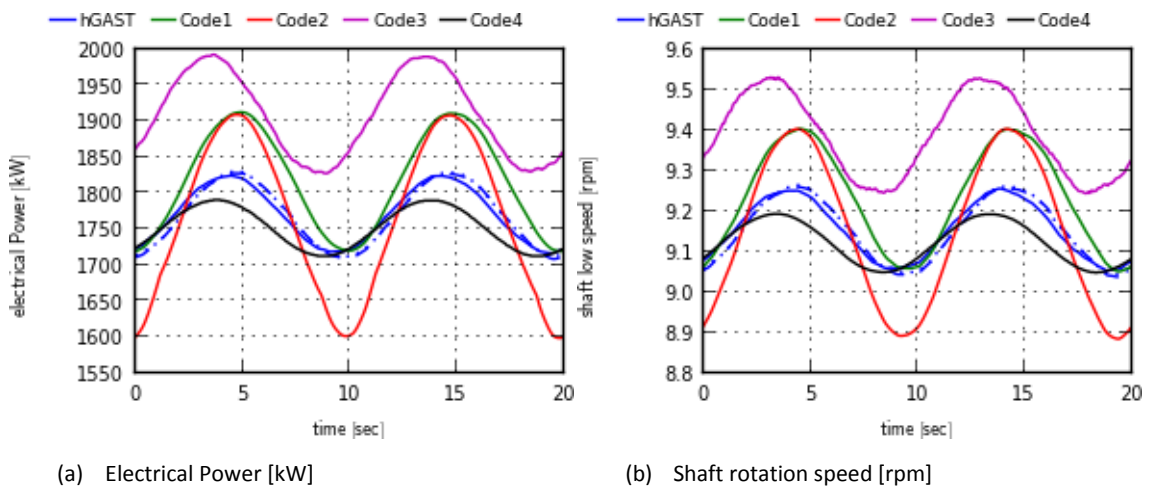 hGAST Code1 Code2 Code3 Code4
2000
1950
1900
1850
1800
1750
1700
1650
1600
1550
electrical Power [kW]
0 5 10 15 20
time [sec]
(a) Electrical Power [kW]
hGAST Code1 Code2 Code3 Code4
9.6
9.5
9.4
9.3
9.2
9.1
9.0
8.9
8.8
shaft low speed [rpm]
0 5 10 15 20
time [sec]
(b) Shaft rotation speed [rpm]